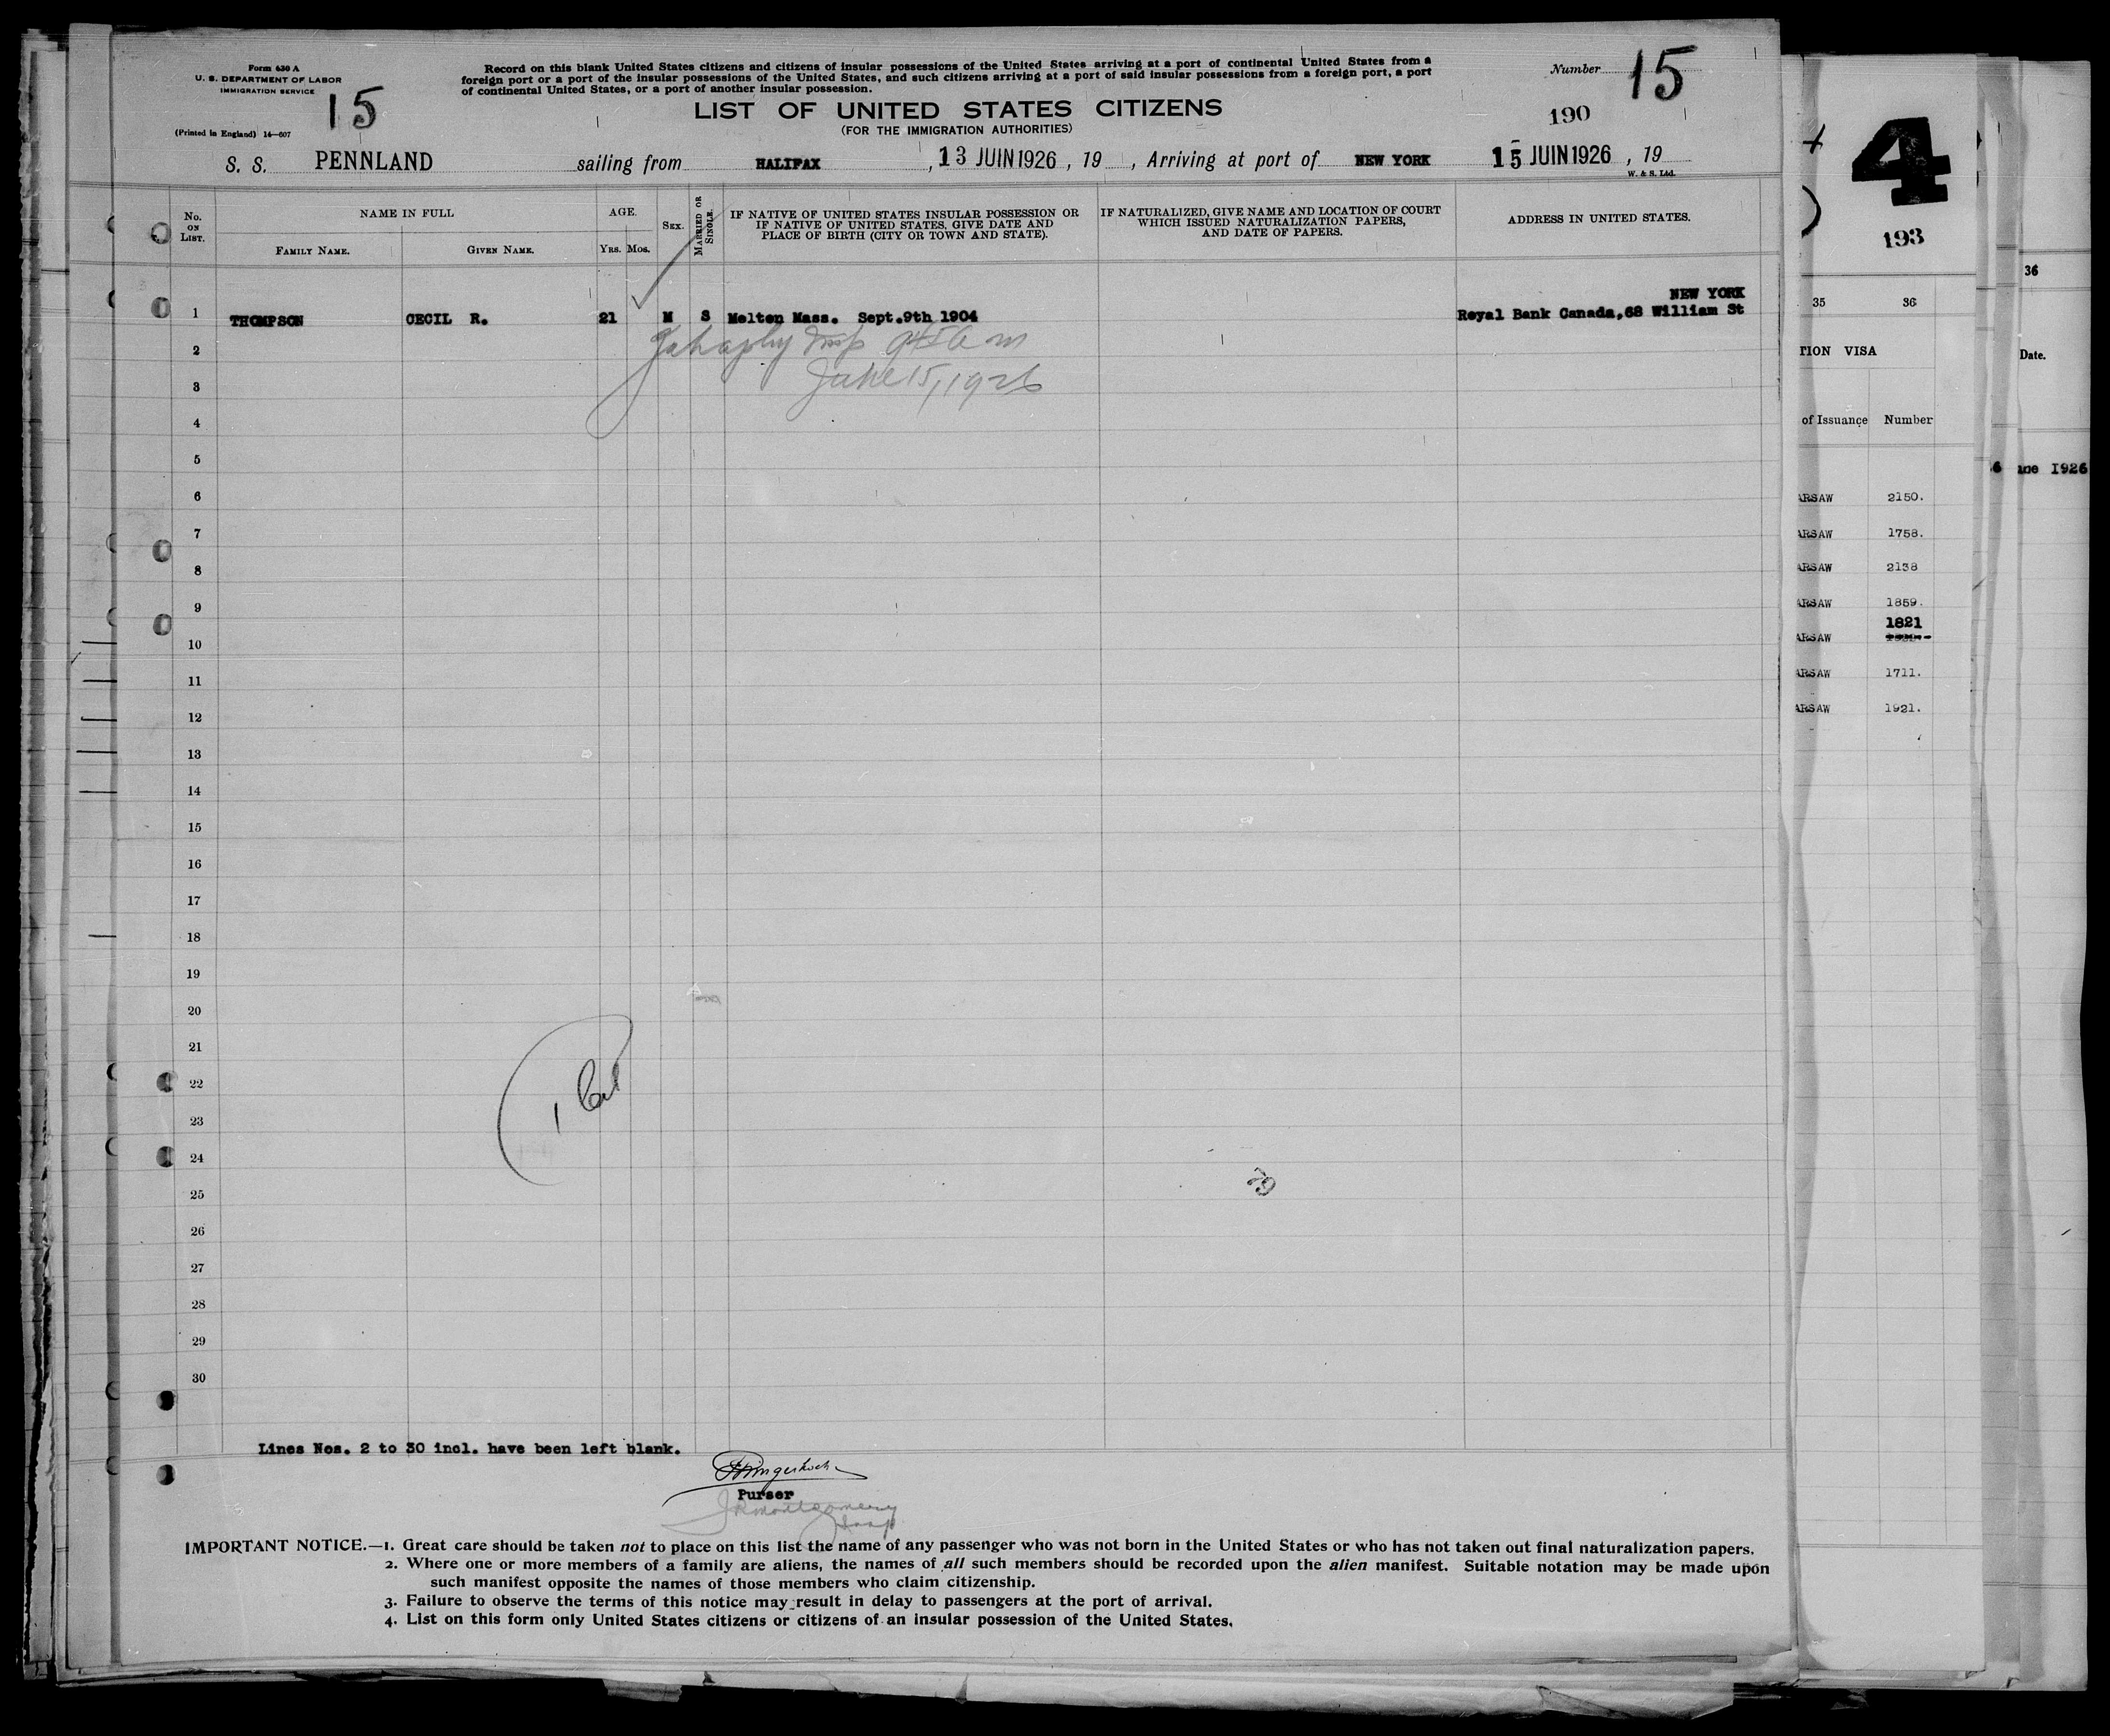 Form 630 A
U. S. DEPARTMENT OF LABOR
IMMIGRATION SERVICE
15
(Printed in England) 14—607
Record on this blank United States citizens and citizens of insular possessions of the United States arriving at a port of continental United States from a
foreign port or a port of the insular possessions of the United States, and such citizens arriving at a port of said insular possessions from a foreign port, a port
of continental United States, or a port of another insular possession.
LIST OF UNITED STATES CITIZENS
(FOR THE IMMIGRATION AUTHORITIES)
Number 15
190
S. S. PENNLAND sailing from HALIFAX, 13 JUIN 1926, 19 , Arriving at port of NEW YORK 15 JUIN 1926, 19
W. & S. Ltd.
No. ON LIST.
NAME IN FULL
FAMILY NAME.
GIVEN NAME.
AGE.
Yrs. Mos.
SEX.
MARRIED OR SINGLE.
IF NATIVE OF UNITED STATES INSULAR POSSESSION OR
IF NATIVE OF UNITED STATES, GIVE DATE AND
PLACE OF BIRTH (CITY OR TOWN AND STATE).
IF NATURALIZED, GIVE NAME AND LOCATION OF COURT
WHICH ISSUED NATURALIZATION PAPERS,
AND DATE OF PAPERS.
ADDRESS IN UNITED STATES.
NEW YORK
1 THOMPSON CECIL R. 21 M S Melton Mass. Sept.9th 1904 Royal Bank Canada,68 William St
2 Insp 945 a m
3 June 15, 1926
4
5
6
7
8
9
10
11
12
13
14
15
16
17
18
19
20
21
22
23
24
25
26
27
28
29
30
1
Lines Nos. 2 to 30 incl. have been left blank.
Purser
JRMontgomery
Insp
IMPORTANT NOTICE.—1. Great care should be taken not to place on this list the name of any passenger who was not born in the United States or who has not taken out final naturalization papers.
2. Where one or more members of a family are aliens, the names of all such members should be recorded upon the alien manifest. Suitable notation may be made upon
such manifest opposite the names of those members who claim citizenship.
3. Failure to observe the terms of this notice may result in delay to passengers at the port of arrival.
4. List on this form only United States citizens or citizens of an insular possession of the United States.
4
193
35 36
TION VISA
of Issuance Number
ARSAW 2150.
ARSAW 1758.
ARSAW 2138
ARSAW 1859.
1821
ARSAW
ARSAW 1711.
ARSAW 1921.
36
Date.
6 une 1926